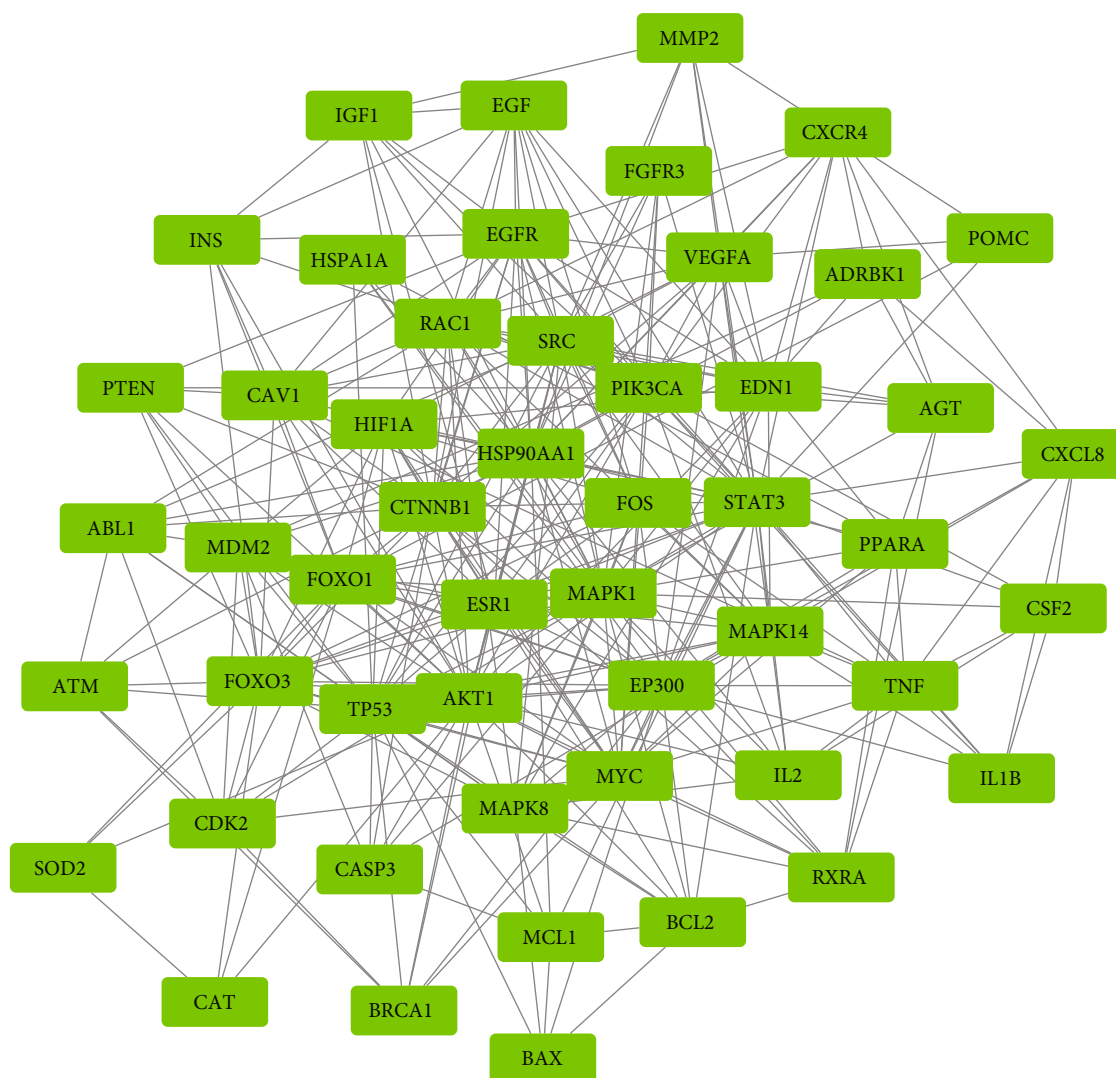 MMP2
EGF
IGF1
CXCR4
FGFR3
EGFR
INS
POMC
VEGFA
HSPA1A
ADRBK1
RAC1
SRC
PTEN
CAV1
PIK3CA
EDN1
AGT
HIF1A
HSP90AA1
CXCL8
CTNNB1
FOS
STAT3
ABL1
MDM2
PPARA
FOXO1
ESR1
MAPK1
CSF2
MAPK14
ATM
FOXO3
TP53
AKT1
EP300
TNF
MYC
IL2
IL1B
CDK2
MAPK8
SOD2
CASP3
RXRA
MCL1
BCL2
CAT
BRCA1
BAX